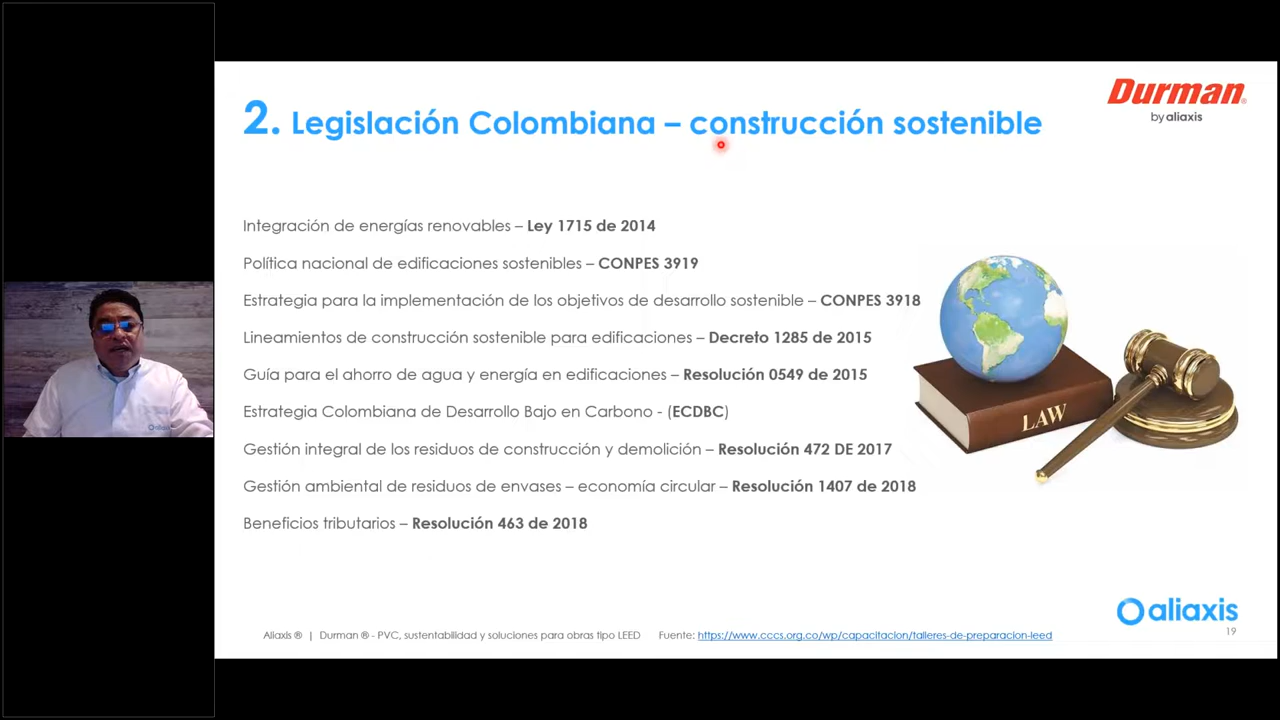 2. Legislación Colombiana – construcción sostenible
Durman®
by aliaxis
Integración de energías renovables – Ley 1715 de 2014
Política nacional de edificaciones sostenibles – CONPES 3919
Estrategia para la implementación de los objetivos de desarrollo sostenible – CONPES 3918
Lineamientos de construcción sostenible para edificaciones – Decreto 1285 de 2015
Guía para el ahorro de agua y energía en edificaciones – Resolución 0549 de 2015
Estrategia Colombiana de Desarrollo Bajo en Carbono - (ECDBC)
Gestión integral de los residuos de construcción y demolición – Resolución 472 DE 2017
Gestión ambiental de residuos de envases – economía circular – Resolución 1407 de 2018
Beneficios tributarios – Resolución 463 de 2018
LAW
aliaxis
aliaxis
19
Aliaxis ® | Durman ® - PVC, sustentabilidad y soluciones para obras tipo LEED Fuente: https://www.cccs.org.co/wp/capacitacion/talleres-de-preparacion-leed